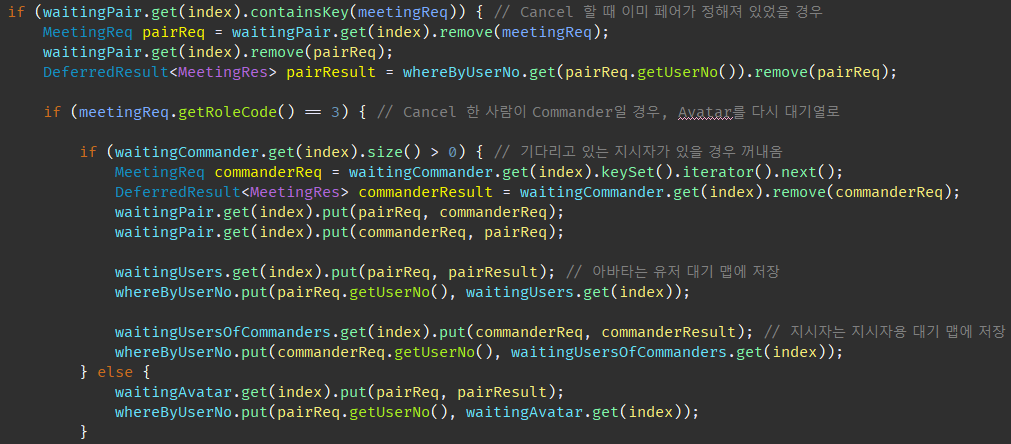 if (waitingPair.get(index).containsKey(meetingReq)) { // Cancel 할 때 이미 페어가 정해져 있었을 경우
    MeetingReq pairReq = waitingPair.get(index).remove(meetingReq);
    waitingPair.get(index).remove(pairReq);
    DeferredResult<MeetingRes> pairResult = whereByUserNo.get(pairReq.getUserNo()).remove(pairReq);

    if (meetingReq.getRoleCode() == 3) { // Cancel 한 사람이 Commander일 경우, Avatar를 다시 대기열로

        if (waitingCommander.get(index).size() > 0) { // 기다리고 있는 지시자가 있을 경우 꺼내옴
            MeetingReq commanderReq = waitingCommander.get(index).keySet().iterator().next();
            DeferredResult<MeetingRes> commanderResult = waitingCommander.get(index).remove(commanderReq);
            waitingPair.get(index).put(pairReq, commanderReq);
            waitingPair.get(index).put(commanderReq, pairReq);

            waitingUsers.get(index).put(pairReq, pairResult); // 아바타는 유저 대기 맵에 저장
            whereByUserNo.put(pairReq.getUserNo(), waitingUsers.get(index));

            waitingUsersOfCommanders.get(index).put(commanderReq, commanderResult); // 지시자는 지시자용 대기 맵에 저장
            whereByUserNo.put(commanderReq.getUserNo(), waitingUsersOfCommanders.get(index));
        } else {
            waitingAvatar.get(index).put(pairReq, pairResult);
            whereByUserNo.put(pairReq.getUserNo(), waitingAvatar.get(index));
        }